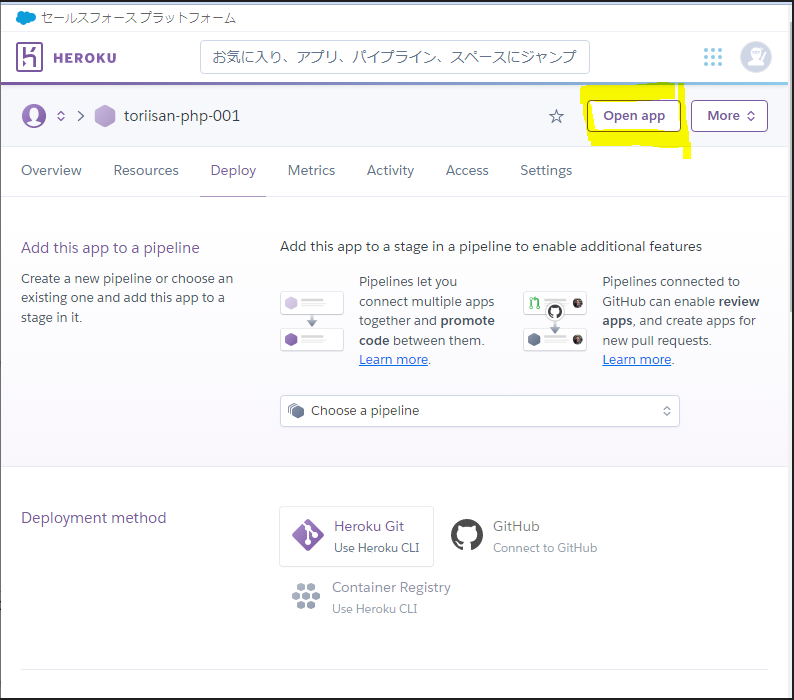 セールスフォース プラットフォーム
HEROKU
お気に入り、アプリ、パイプライン、スペースにジャンプ
toriisan-php-001
Open app
More
Overview
Resources
Deploy
Metrics
Activity
Access
Settings
Add this app to a pipeline
Create a new pipeline or choose an
existing one and add this app to a
stage in it.
Add this app to a stage in a pipeline to enable additional features
Pipelines let you
connect multiple apps
together and promote
code between them.
Learn more.
Pipelines connected to
GitHub can enable review
apps, and create apps for
new pull requests.
Learn more.
Choose a pipeline
Deployment method
Heroku Git
Use Heroku CLI
GitHub
Connect to GitHub
Container Registry
Use Heroku CLI